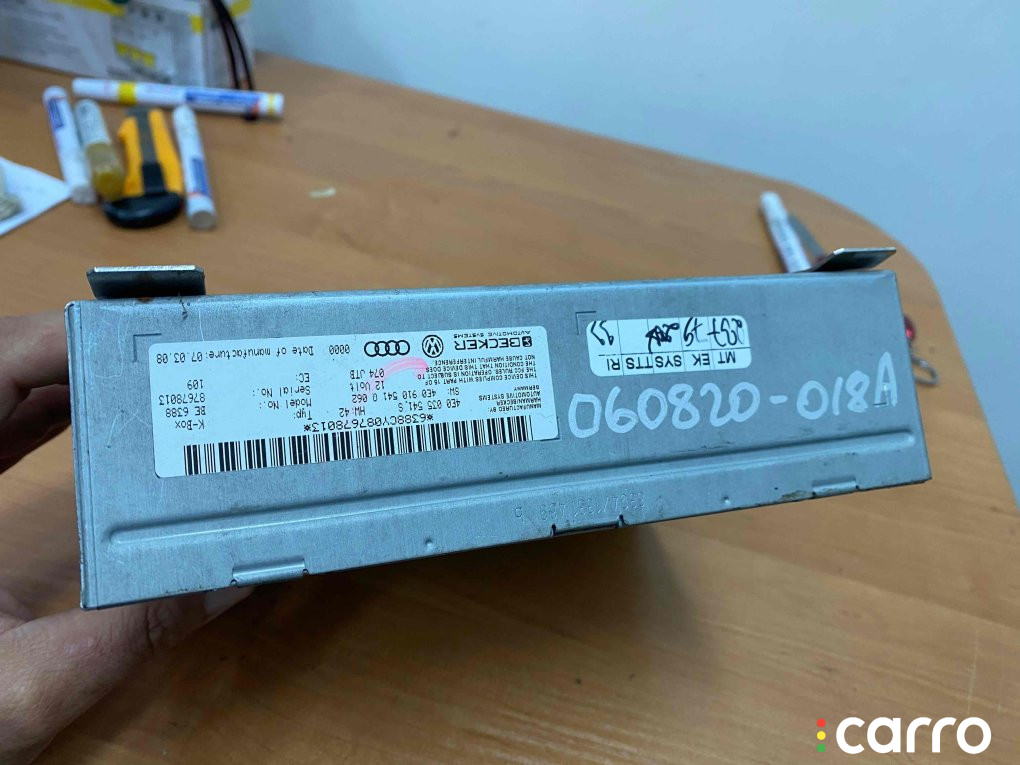 K-Box
BE 6388
87678013
109
Typ:
Model No.:
Serial No.:
EC:
Date of manufacture:07.03.08
4E0 035 541 S
HW:42
SW: 4E0 910 541 O
062
12 Volt
074
JTB
0000
*6388CY087678013*
MANUFACTURED BY:
HARMAN/BECKER
AUTOMOTIVE SYSTEMS
GERMANY
THIS DEVICE COMPLIES WITH PART 15 OF
THE FCC RULES. OPERATION IS SUBJECT TO
THE CONDITION THAT THIS DEVICE DOES
NOT CAUSE HARMFUL INTERFERENCE.
BECKER
AUTOMOTIVE SYSTEMS
MT EK SYS TTS RI
060820-018A
carro